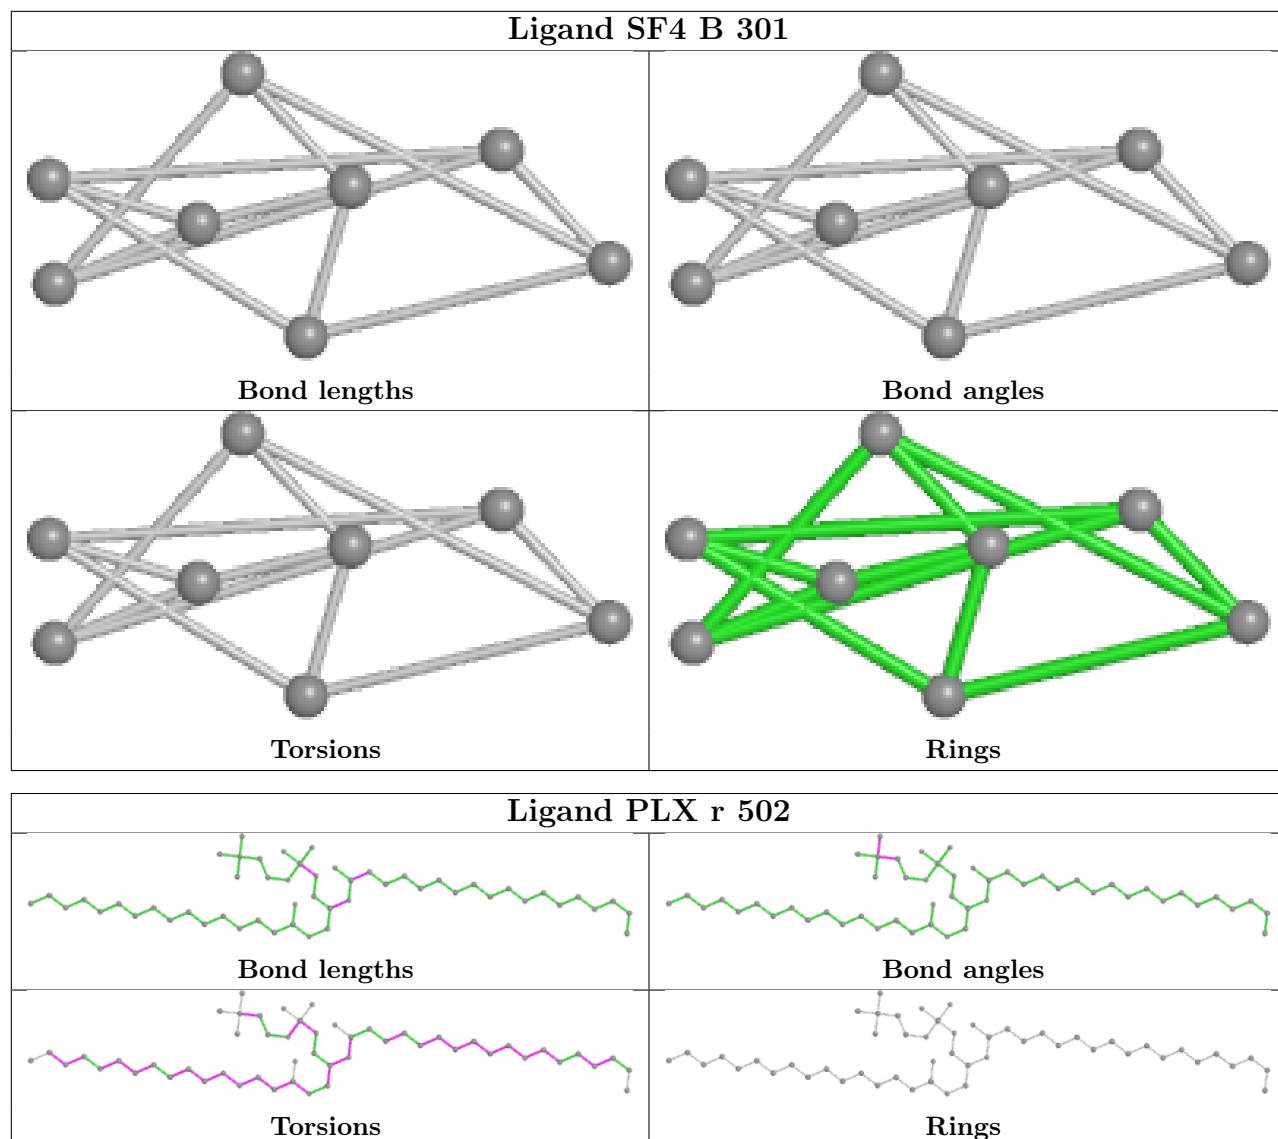 Ligand SF4 B 301
Bond lengths
Bond angles
Torsions
Rings
Ligand PLX r 502
Bond lengths
Bond angles
Torsions
Rings